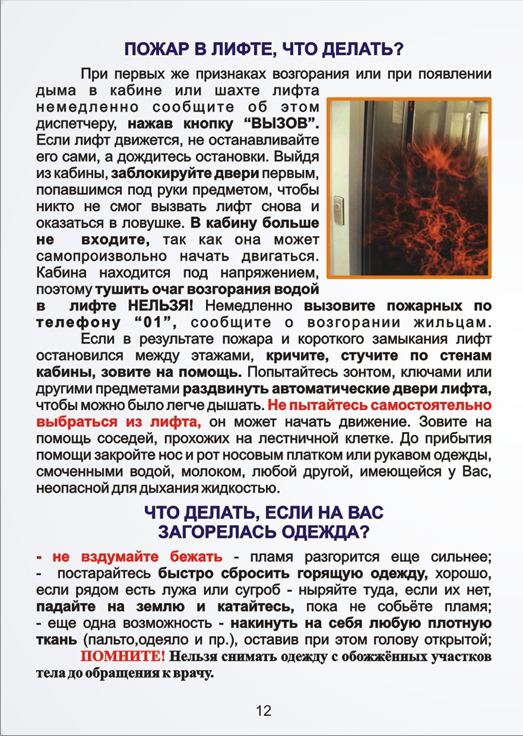 ПОЖАР В ЛИФТЕ, ЧТО ДЕЛАТЬ?
При первых же признаках возгорания или при появлении
дыма в кабине или шахте лифта
немедленно сообщите об этом
диспетчеру, нажав кнопку “ВЫЗОВ”.
Если лифт движется, не останавливайте
его сами, а дождитесь остановки. Выйдя
из кабины, заблокируйте двери первым,
попавшимся под руки предметом, чтобы
никто не смог вызвать лифт снова и
оказаться в ловушке. В кабину больше
не входите, так как она может
самопроизвольно начать двигаться.
Кабина находится под напряжением,
поэтому тушить очаг возгорания водой
в лифте НЕЛЬЗЯ! Немедленно вызовите пожарных по
телефону “01”, сообщите о возгорании жильцам.
Если в результате пожара и короткого замыкания лифт
остановился между этажами, кричите, стучите по стенам
кабины, зовите на помощь. Попытайтесь зонтом, ключами или
другими предметами раздвинуть автоматические двери лифта,
чтобы можно было легче дышать. Не пытайтесь самостоятельно
выбраться из лифта, он может начать движение. Зовите на
помощь соседей, прохожих на лестничной клетке. До прибытия
помощи закройте нос и рот носовым платком или рукавом одежды,
смоченными водой, молоком, любой другой, имеющейся у Вас,
неопасной для дыхания жидкостью.
ЧТО ДЕЛАТЬ, ЕСЛИ НА ВАС
ЗАГОРЕЛАСЬ ОДЕЖДА?
- не вздумайте бежать - пламя разгорится еще сильнее;
- постарайтесь быстро сбросить горящую одежду, хорошо,
если рядом есть лужа или сугроб - ныряйте туда, если их нет,
падайте на землю и катайтесь, пока не собьёте пламя;
- еще одна возможность - накинуть на себя любую плотную
ткань (пальто,одеяло и пр.), оставив при этом голову открытой;
ПОМНИТЕ! Нельзя снимать одежду с обожжённых участков
тела до обращения к врачу.
12